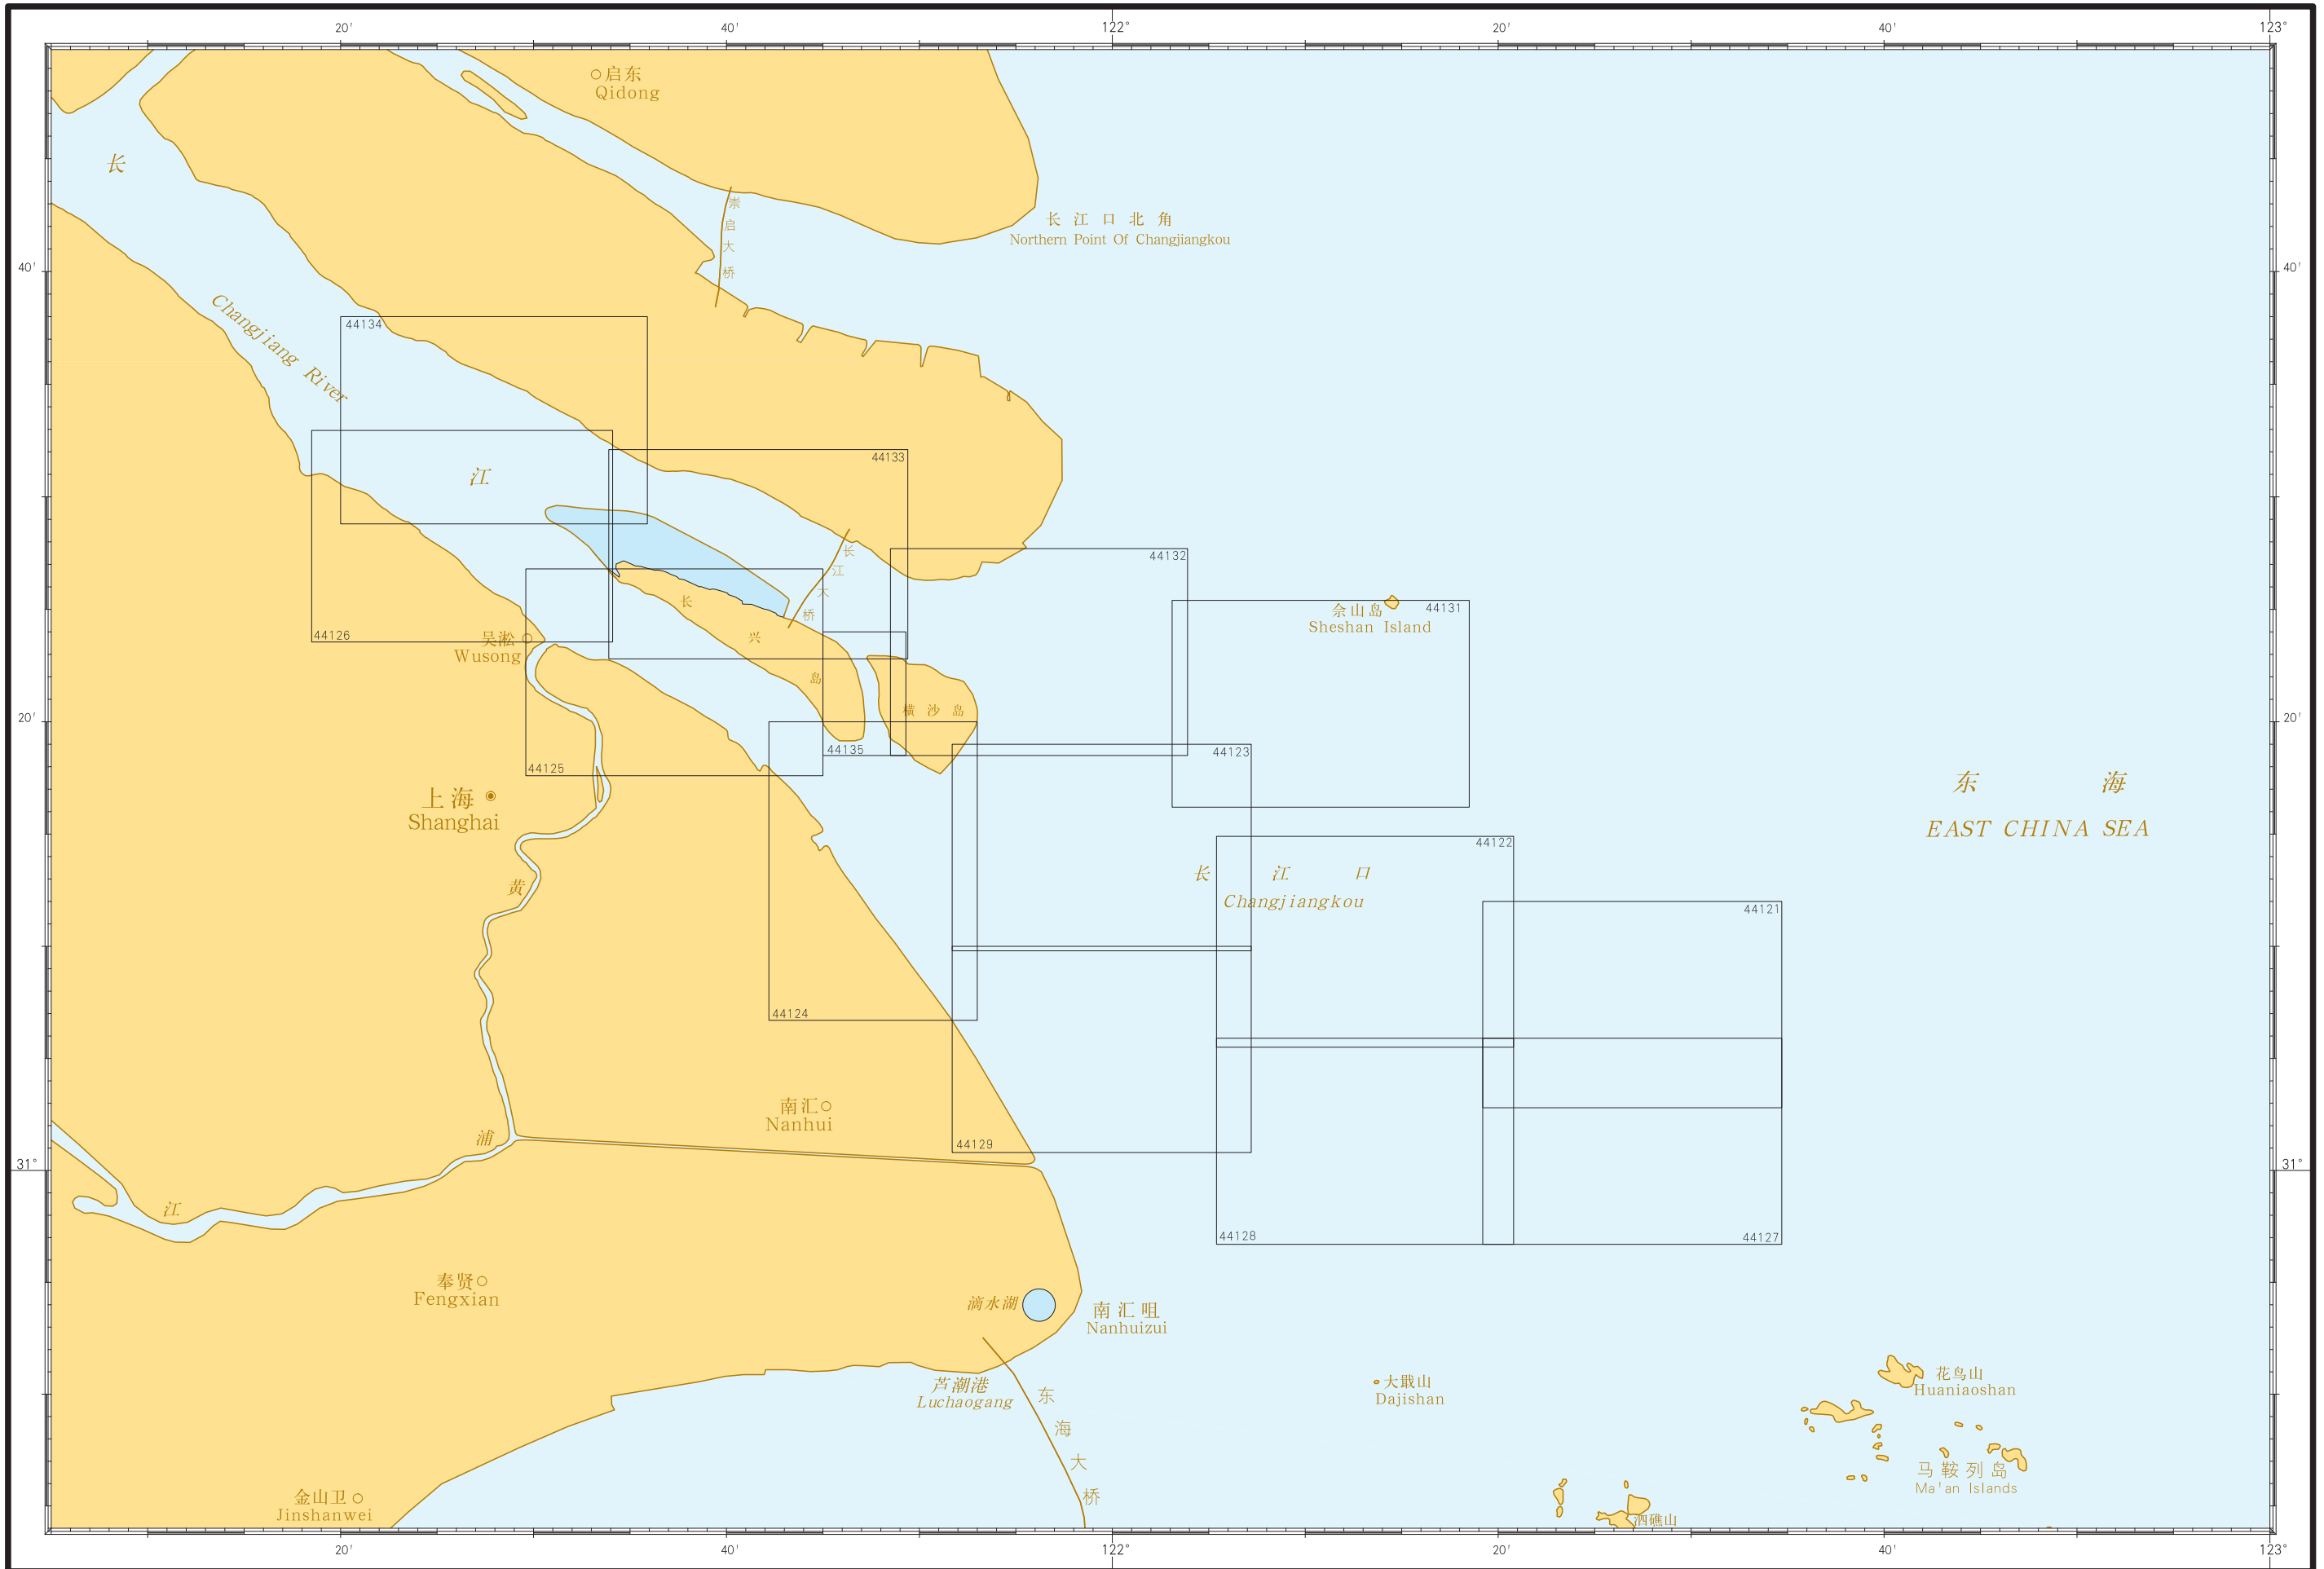 20'
40'
122°
20'
40'
123°
启东
Qidong
长
崇
启
大
桥
长江口北角
Northern Point Of Changjiangkou
40'
40'
Changjiang River
44134
44133
江
44132
长
江
大
桥
44131
佘山岛
Sheshan Island
长
兴
岛
44126
吴淞
Wusong
横沙岛
20'
20'
44135
44123
44125
上海
Shanghai
东海
EAST CHINA SEA
44122
长江口
Changjiangkou
黄
44121
44124
南汇
Nanhui
浦
44129
31°
31°
江
44128
44127
奉贤
Fengxian
滴水湖
南汇咀
Nanhuizui
芦潮港
Luchaogang
东
海
大
桥
大戢山
Dajishan
花鸟山
Huaniaoshan
马鞍列岛
Ma'an Islands
金山卫
Jinshanwei
泗礁山
20'
40'
122°
20'
40'
123°